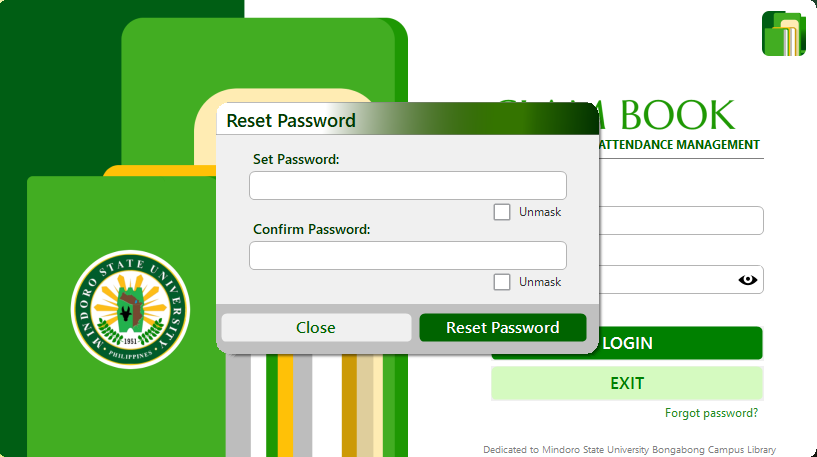 BOOK
ATTENDANCE MANAGEMENT
Reset Password
Set Password:
Unmask
Confirm Password:
Unmask
Close
Reset Password
LOGIN
EXIT
Forgot password?
MINDORO STATE UNIVERSITY
1951
PHILIPPINES
Dedicated to Mindoro State University Bongabong Campus Library